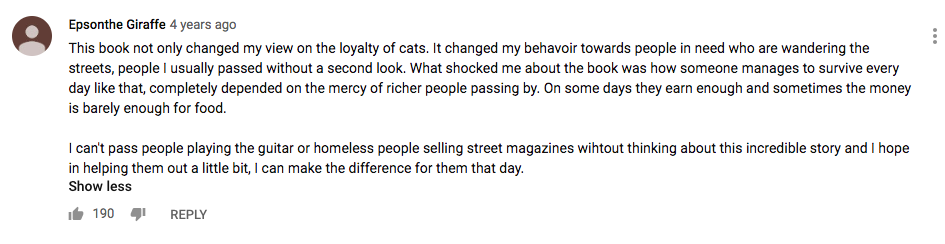 Epsonthe Giraffe 4 years ago
This book not only changed my view on the loyalty of cats. It changed my behavoir towards people in need who are wandering the
streets, people I usually passed without a second look. What shocked me about the book was how someone manages to survive every
day like that, completely depended on the mercy of richer people passing by. On some days they earn enough and sometimes the money
is barely enough for food.
I can't pass people playing the guitar or homeless people selling street magazines wihtout thinking about this incredible story and I hope
in helping them out a little bit, I can make the difference for them that day.
Show less
190 REPLY